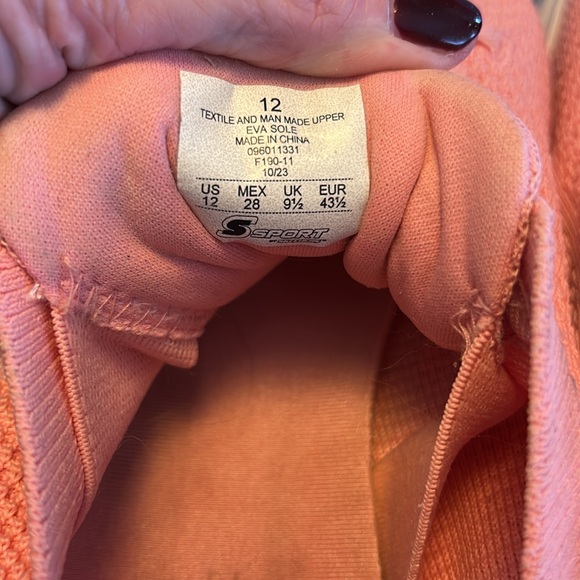 12
TEXTILE AND MAN MADE UPPER
EVA SOLE
MADE IN CHINA
096011331
F190-11
10/23
US MEX UK EUR
12 28 9½ 43½
S SPORT